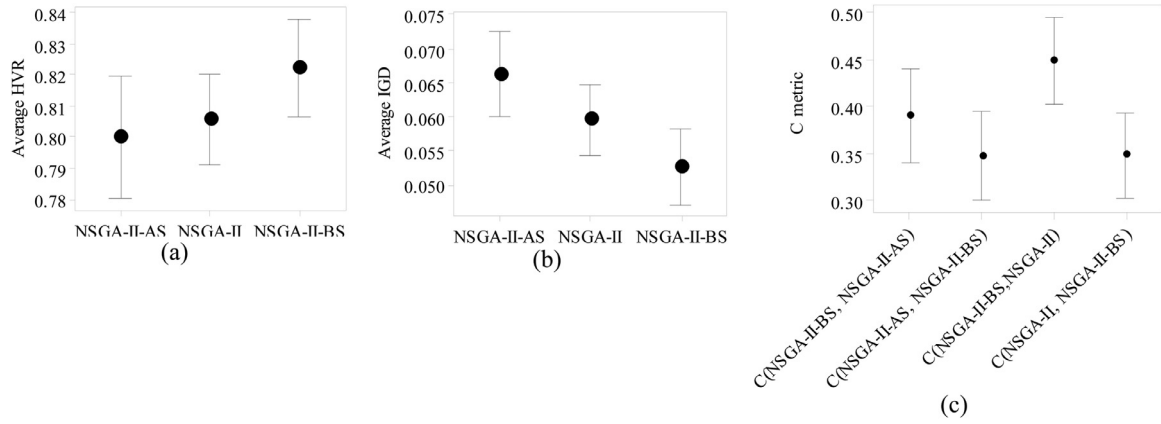 Average HVR
0.84
0.83
0.82
0.81
0.80
0.79
0.78
NSGA-II-AS NSGA-II NSGA-II-BS
(a)
Average IGD
0.075
0.070
0.065
0.060
0.055
0.050
NSGA-II-AS NSGA-II NSGA-II-BS
(b)
C metric
0.50
0.45
0.40
0.35
0.30
C(NSGA-II-BS, NSGA-II-AS)
C(NSGA-II-AS, NSGA-II-BS)
C(NSGA-II-BS,NSGA-II)
C(NSGA-II, NSGA-II-BS)
(c)